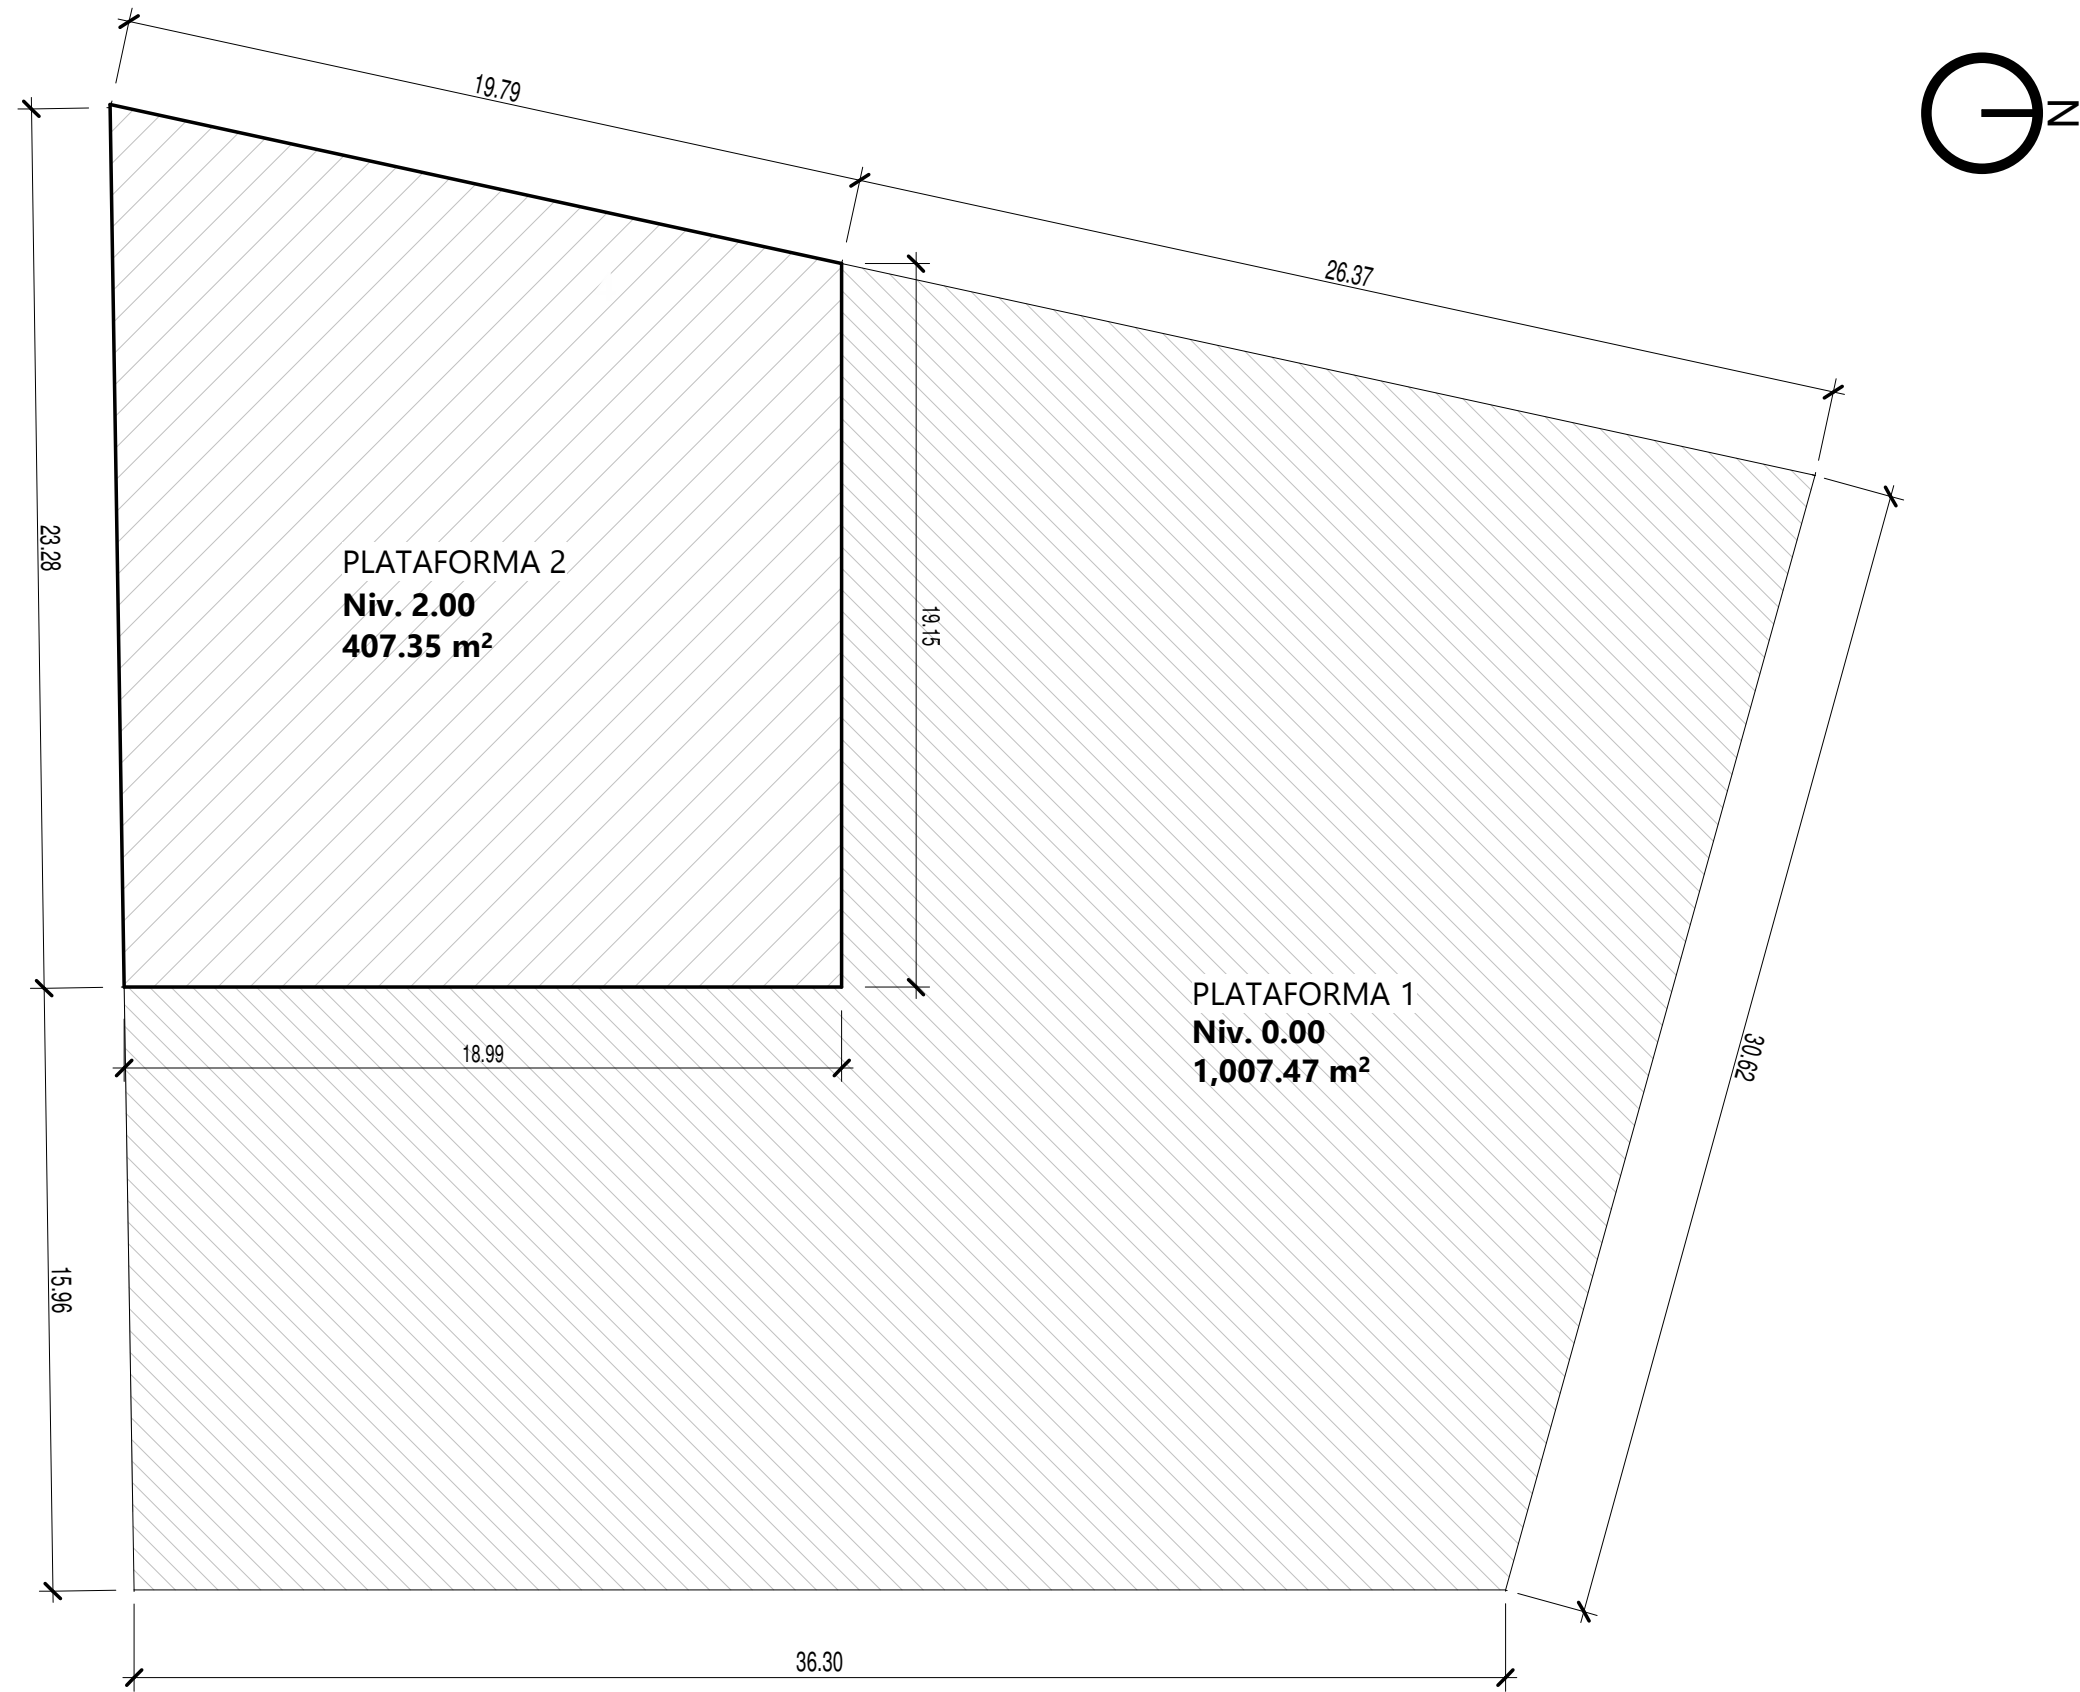 19.79
N
26.37
23.28
PLATAFORMA 2
Niv. 2.00
407.35 m²
19.15
PLATAFORMA 1
Niv. 0.00
1,007.47 m²
18.99
30.62
15.96
36.30